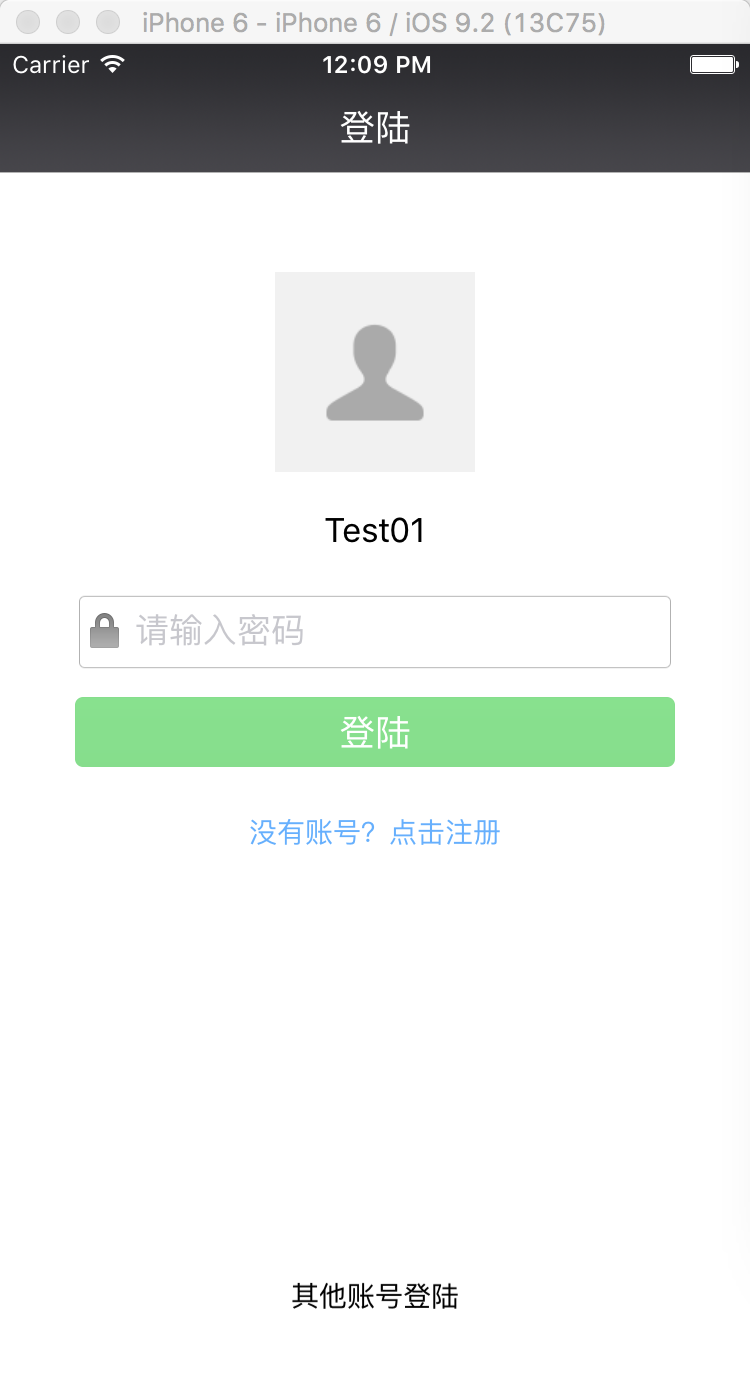 iPhone 6 - iPhone 6 / iOS 9.2 (13C75)
Carrier 12:09 PM
登陆
Test01
请输入密码
登陆
没有账号？点击注册
其他账号登陆